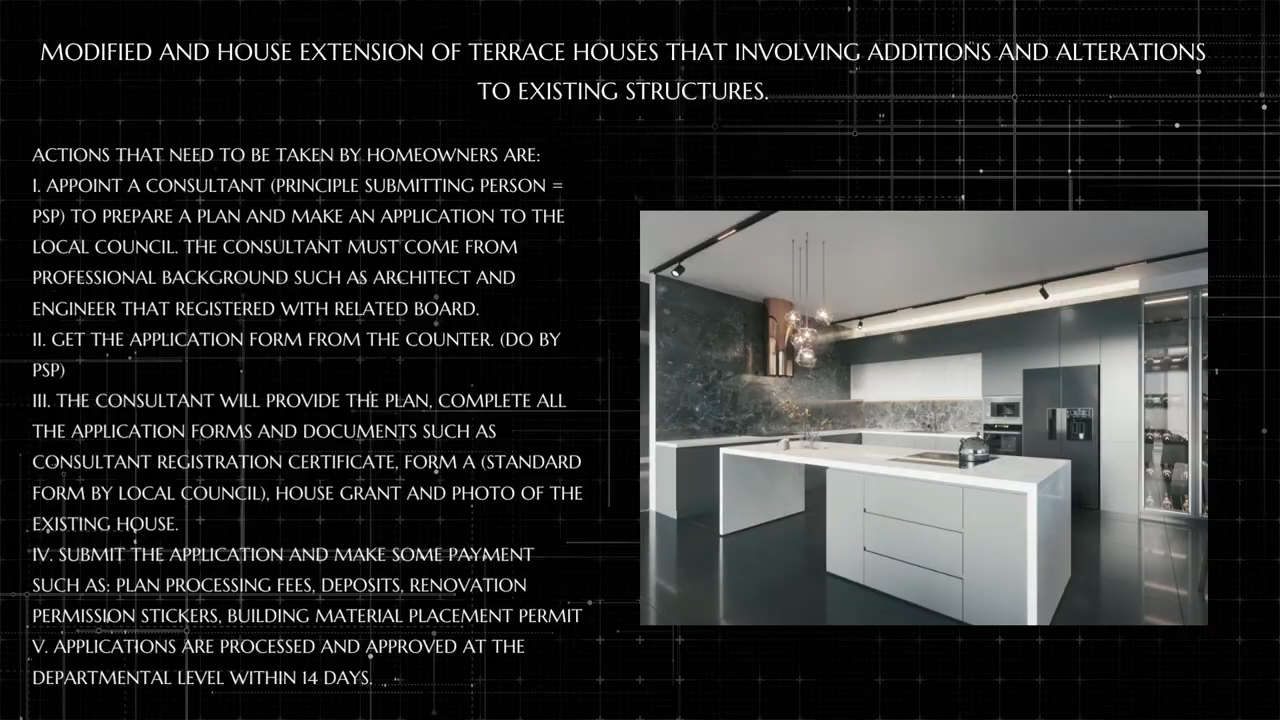 MODIFIED AND HOUSE EXTENSION OF TERRACE HOUSES THAT INVOLVING ADDITIONS AND ALTERATIONS
TO EXISTING STRUCTURES.
ACTIONS THAT NEED TO BE TAKEN BY HOMEOWNERS ARE:
I. APPOINT A CONSULTANT (PRINCIPLE SUBMITTING PERSON =
PSP) TO PREPARE A PLAN AND MAKE AN APPLICATION TO THE
LOCAL COUNCIL. THE CONSULTANT MUST COME FROM
PROFESSIONAL BACKGROUND SUCH AS ARCHITECT AND
ENGINEER THAT REGISTERED WITH RELATED BOARD.
II. GET THE APPLICATION FORM FROM THE COUNTER. (DO BY
PSP)
III. THE CONSULTANT WILL PROVIDE THE PLAN, COMPLETE ALL
THE APPLICATION FORMS AND DOCUMENTS SUCH AS
CONSULTANT REGISTRATION CERTIFICATE, FORM A (STANDARD
FORM BY LOCAL COUNCIL), HOUSE GRANT AND PHOTO OF THE
EXISTING HOUSE.
IV. SUBMIT THE APPLICATION AND MAKE SOME PAYMENT
SUCH AS: PLAN PROCESSING FEES, DEPOSITS, RENOVATION
PERMISSION STICKERS, BUILDING MATERIAL PLACEMENT PERMIT
V. APPLICATIONS ARE PROCESSED AND APPROVED AT THE
DEPARTMENTAL LEVEL WITHIN 14 DAYS.